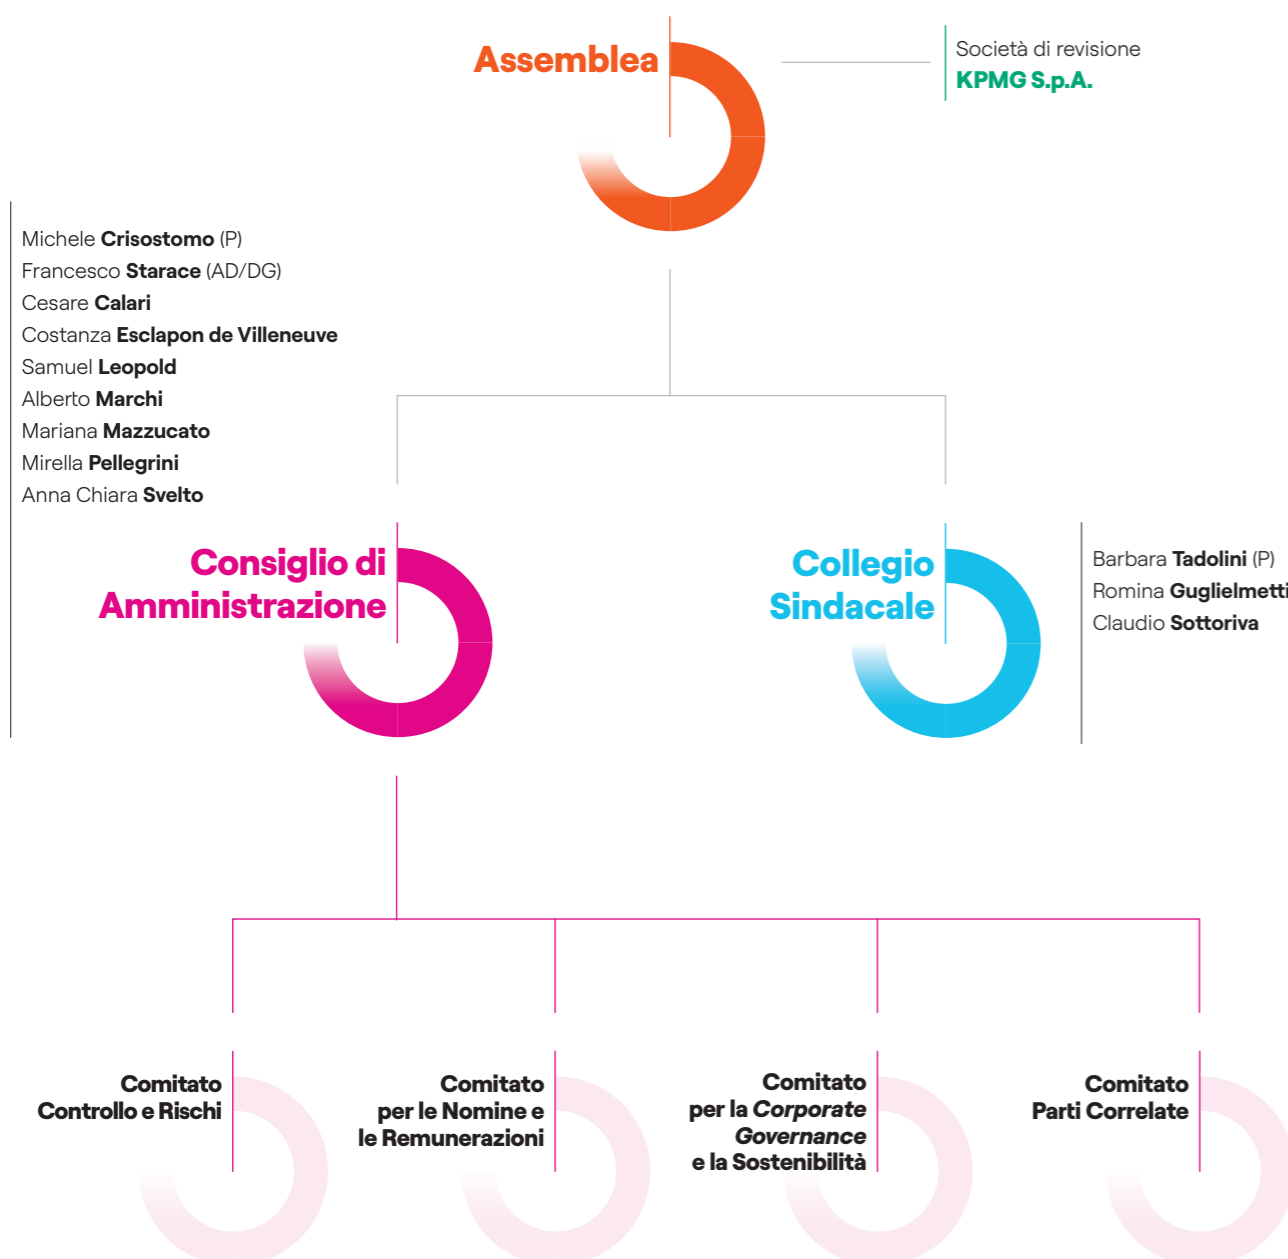 Assemblea
Società di revisione
KPMG S.p.A.
Michele Crisostomo (P)
Francesco Starace (AD/DG)
Cesare Calari
Costanza Esclapon de Villeneuve
Samuel Leopold
Alberto Marchi
Mariana Mazzucato
Mirella Pellegrini
Anna Chiara Svelto
Consiglio di
Amministrazione
Collegio
Sindacale
Barbara Tadolini (P)
Romina Guglielmetti
Claudio Sottoriva
Comitato
Controllo e Rischi
Comitato
per le Nomine e
le Remunerazioni
Comitato
per la Corporate
Governance
e la Sostenibilità
Comitato
Parti Correlate